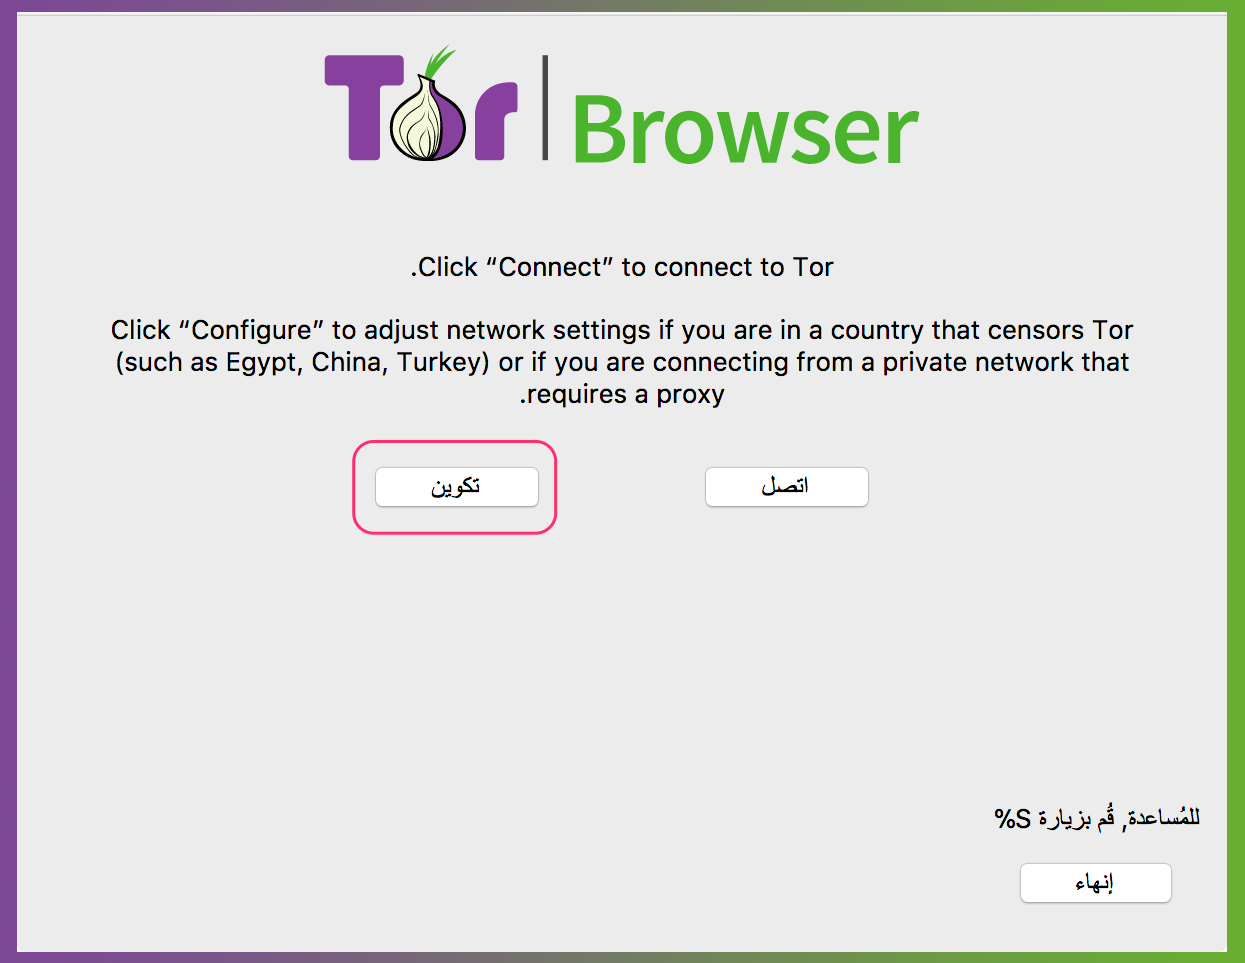 Tor Browser
.Click “Connect” to connect to Tor
Click “Configure” to adjust network settings if you are in a country that censors Tor
(such as Egypt, China, Turkey) or if you are connecting from a private network that
.requires a proxy
اتصل
تكوين
للمُساعدة, قُم بزيارة %S
إنهاء